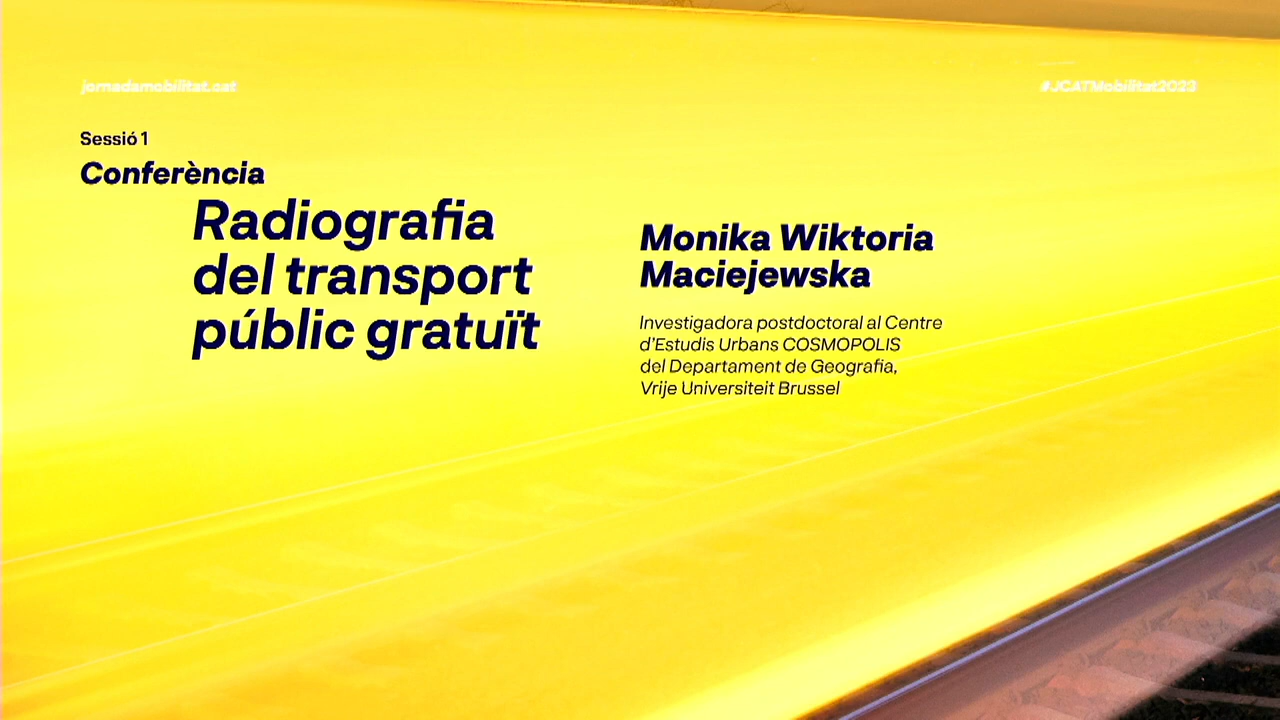 jornadamobilitat.cat
#JCATMobilitat2023
Sessió 1
Conferència
Radiografia
del transport
públic gratuït
Monika Wiktoria
Maciejewska
Investigadora postdoctoral al Centre
d'Estudis Urbans COSMOPOLIS
del Departament de Geografia,
Vrije Universiteit Brussel